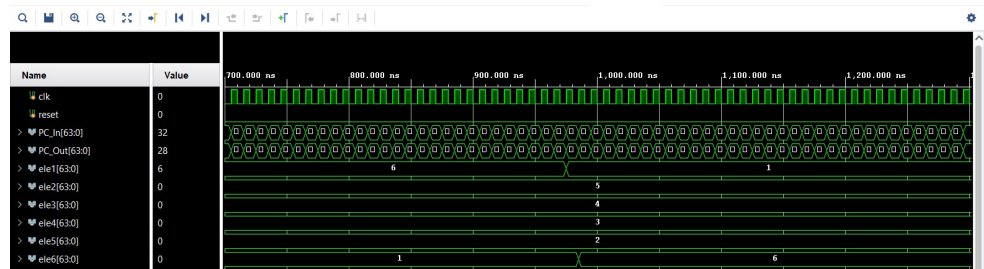 700.000 ns 800.000 ns 900.000 ns 1,000.000 ns 1,100.000 ns 1,200.000 ns
Name Value
clk 0
reset 0
PC_In[63:0] 32
PC_Out[63:0] 28
ele1[63:0] 6 6 1
ele2[63:0] 0 5
ele3[63:0] 0 4
ele4[63:0] 0 3
ele5[63:0] 0 2
ele6[63:0] 0 1 6